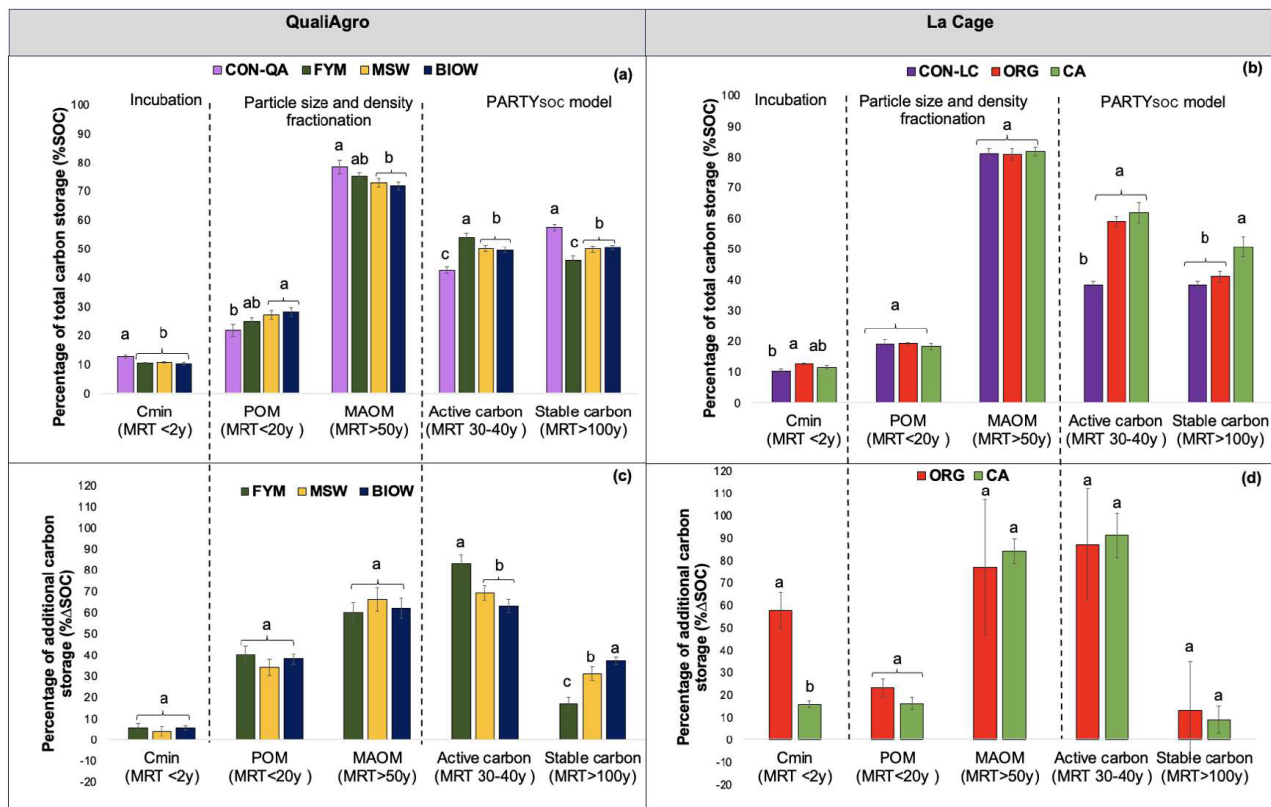 QualiAgro
La Cage
CON-QA FYM MSW BIOW
(a)
Incubation
Particle size and density
fractionation
PARTYsoc model
Percentage of total carbon storage (%SOC)
100
90
80
70
60
50
40
30
20
10
0
a
b
b
ab
a
a
ab
b
c
a
b
a
c
b
Cmin
(MRT <2y)
POM
(MRT<20y )
MAOM
(MRT>50y)
Active carbon
(MRT 30-40y)
Stable carbon
(MRT>100y)
CON-LC ORG CA
(b)
Incubation
Particle size and density
fractionation
PARTYsoc model
Percentage of total carbon storage (%SOC)
100
90
80
70
60
50
40
30
20
10
0
b
a
ab
a
a
b
a
b
a
Cmin
(MRT <2y)
POM
(MRT<20y )
MAOM
(MRT>50y)
Active carbon
(MRT 30-40y)
Stable carbon
(MRT>100y)
FYM MSW BIOW
(c)
Percentage of additional carbon
storage (%ΔSOC)
120
110
100
90
80
70
60
50
40
30
20
10
0
-10
-20
a
a
a
a
b
c
b
a
Cmin
(MRT <2y)
POM
(MRT<20y )
MAOM
(MRT>50y)
Active carbon
(MRT 30-40y)
Stable carbon
(MRT>100y)
ORG CA
(d)
Percentage of additional carbon
storage (%ΔSOC)
120
110
100
90
80
70
60
50
40
30
20
10
0
-10
-20
a
b
a
a
a
a
a
a
a
Cmin
(MRT <2y)
POM
(MRT<20y )
MAOM
(MRT>50y)
Active carbon
(MRT 30-40y)
Stable carbon
(MRT>100y)